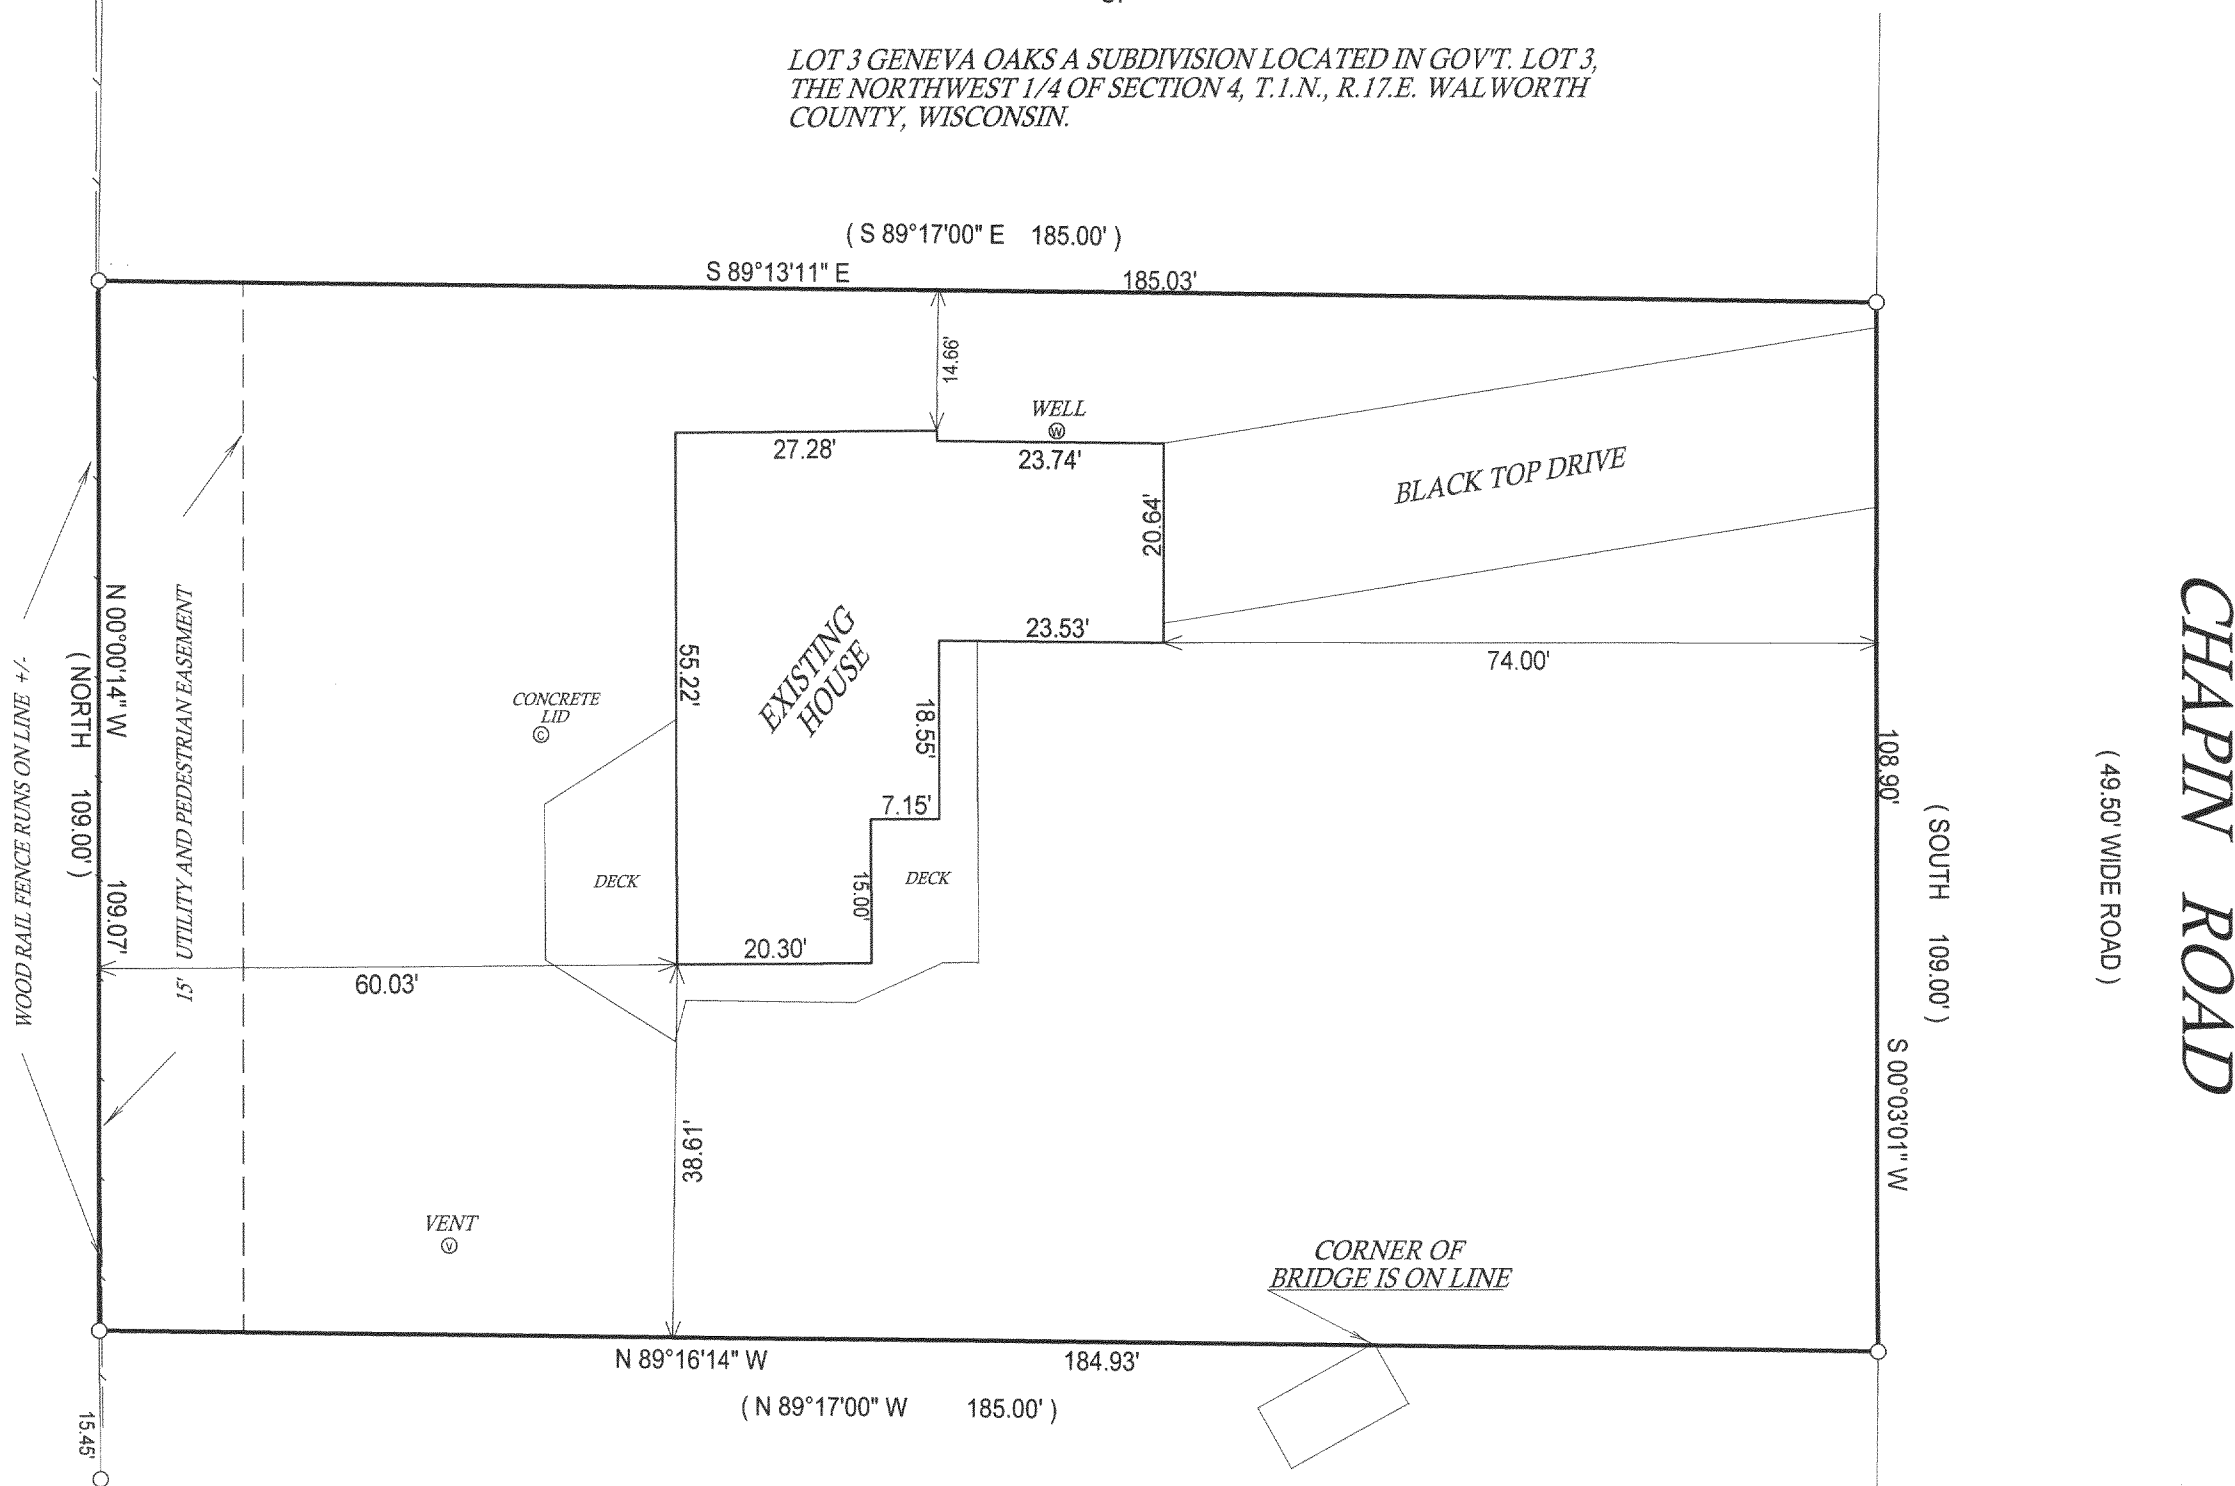 LOT 3 GENEVA OAKS A SUBDIVISION LOCATED IN GOV'T. LOT 3,
THE NORTHWEST 1/4 OF SECTION 4, T.1.N., R.17.E. WALWORTH
COUNTY, WISCONSIN.
( S 89°17'00" E 185.00' )
S 89°13'11" E 185.03'
14.66'
WELL
W
27.28'
23.74'
20.64'
BLACK TOP DRIVE
23.53'
74.00'
EXISTING
HOUSE
55.22'
18.55'
7.15'
15.00'
20.30'
CONCRETE
LID
C
DECK
DECK
60.03'
38.61'
VENT
V
WOOD RAIL FENCE RUNS ON LINE +/-
N 00°00'14" W 109.07'
( NORTH 109.00' )
15' UTILITY AND PEDESTRIAN EASEMENT
108.90'
S 00°03'01" W
( SOUTH 109.00' )
( 49.50' WIDE ROAD )
CHAPIN ROAD
CORNER OF
BRIDGE IS ON LINE
N 89°16'14" W 184.93'
( N 89°17'00" W 185.00' )
15.45'